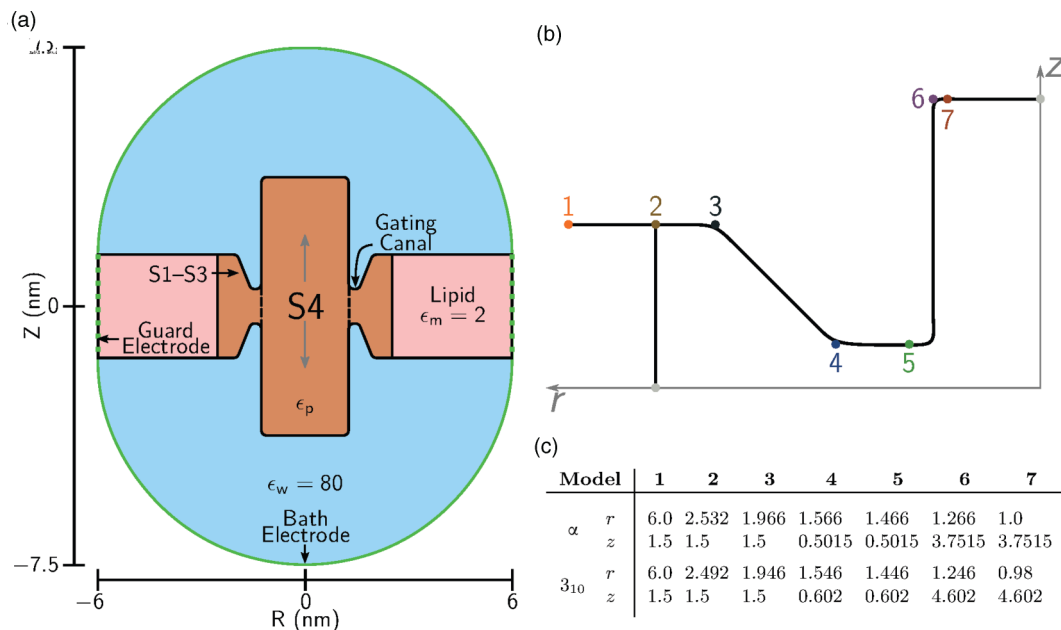 (a)
Z (nm)
0
−7.5
S1–S3
Gating
Canal
S4
Lipid
ϵm = 2
Guard
Electrode
ϵp
ϵw = 80
Bath
Electrode
−6 0 6
R (nm)
(b)
z
6
7
1 2 3
4 5
r
(c)
Model 1 2 3 4 5 6 7
α r 6.0 2.532 1.966 1.566 1.466 1.266 1.0
z 1.5 1.5 1.5 0.5015 0.5015 3.7515 3.7515
3₁₀ r 6.0 2.492 1.946 1.546 1.446 1.246 0.98
z 1.5 1.5 1.5 0.602 0.602 4.602 4.602